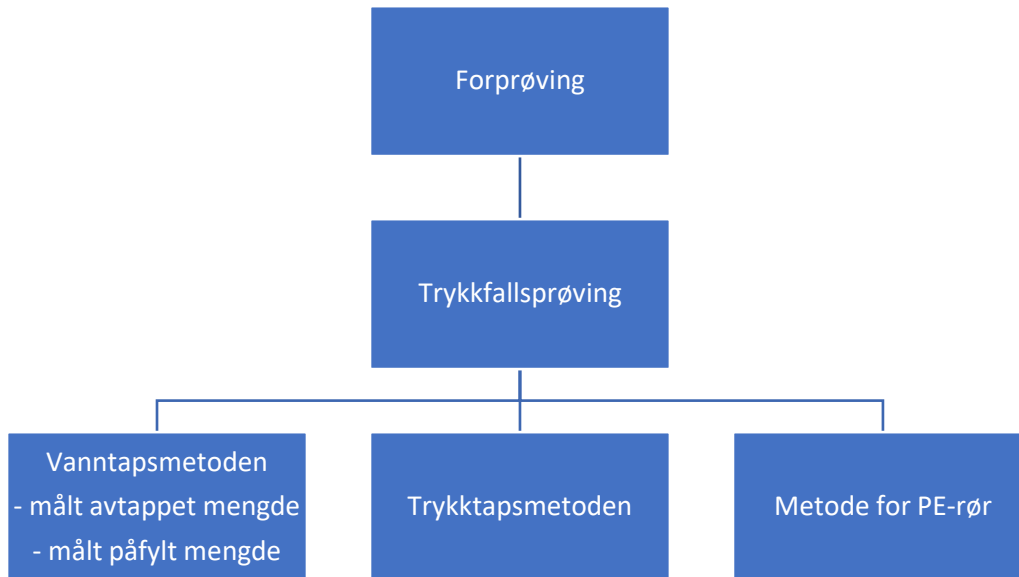 Forprøving
Trykkfallsprøving
Vanntapsmetoden
- målt avtappet mengde
- målt påfylt mengde
Trykktapsmetoden
Metode for PE-rør